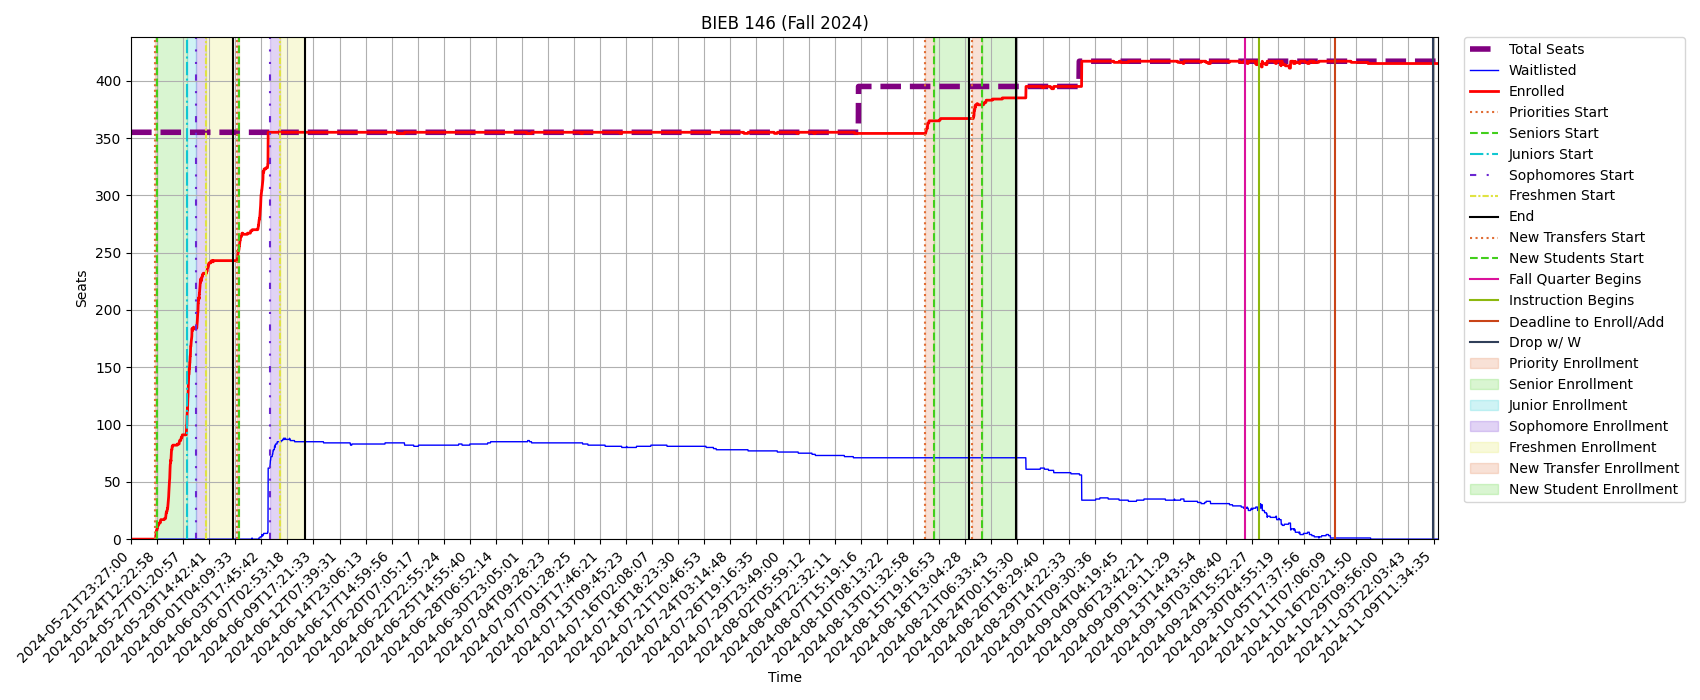 BIEB 146 (Fall 2024)
Seats
400
350
300
250
200
150
100
50
0
2024-05-21T23:27:00
2024-05-24T12:22:58
2024-05-27T01:20:57
2024-05-29T14:42:41
2024-06-01T04:09:33
2024-06-03T17:45:42
2024-06-07T02:53:18
2024-06-09T17:21:33
2024-06-12T07:39:31
2024-06-14T23:06:13
2024-06-17T14:59:56
2024-06-22T07:05:17
2024-06-22T22:55:24
2024-06-25T14:55:40
2024-06-28T06:52:14
2024-06-30T23:05:01
2024-07-04T09:28:23
2024-07-07T01:28:25
2024-07-09T17:46:21
2024-07-13T09:45:23
2024-07-16T02:08:07
2024-07-18T18:23:30
2024-07-21T10:46:53
2024-07-24T03:14:48
2024-07-26T19:16:35
2024-07-29T23:49:00
2024-08-02T05:59:12
2024-08-04T22:32:11
2024-08-07T15:19:16
2024-08-10T08:13:22
2024-08-13T01:32:58
2024-08-15T19:16:53
2024-08-18T13:04:28
2024-08-21T06:33:43
2024-08-24T00:15:30
2024-08-26T18:29:40
2024-08-29T14:22:33
2024-09-01T09:30:36
2024-09-04T04:19:45
2024-09-06T23:42:21
2024-09-09T19:11:29
2024-09-13T14:43:54
2024-09-19T03:08:40
2024-09-24T15:52:27
2024-09-30T04:55:19
2024-10-05T17:37:56
2024-10-11T07:06:09
2024-10-16T20:21:50
2024-10-29T09:56:00
2024-11-03T22:03:43
2024-11-09T11:34:35
Time
Total Seats
Waitlisted
Enrolled
Priorities Start
Seniors Start
Juniors Start
Sophomores Start
Freshmen Start
End
New Transfers Start
New Students Start
Fall Quarter Begins
Instruction Begins
Deadline to Enroll/Add
Drop w/ W
Priority Enrollment
Senior Enrollment
Junior Enrollment
Sophomore Enrollment
Freshmen Enrollment
New Transfer Enrollment
New Student Enrollment